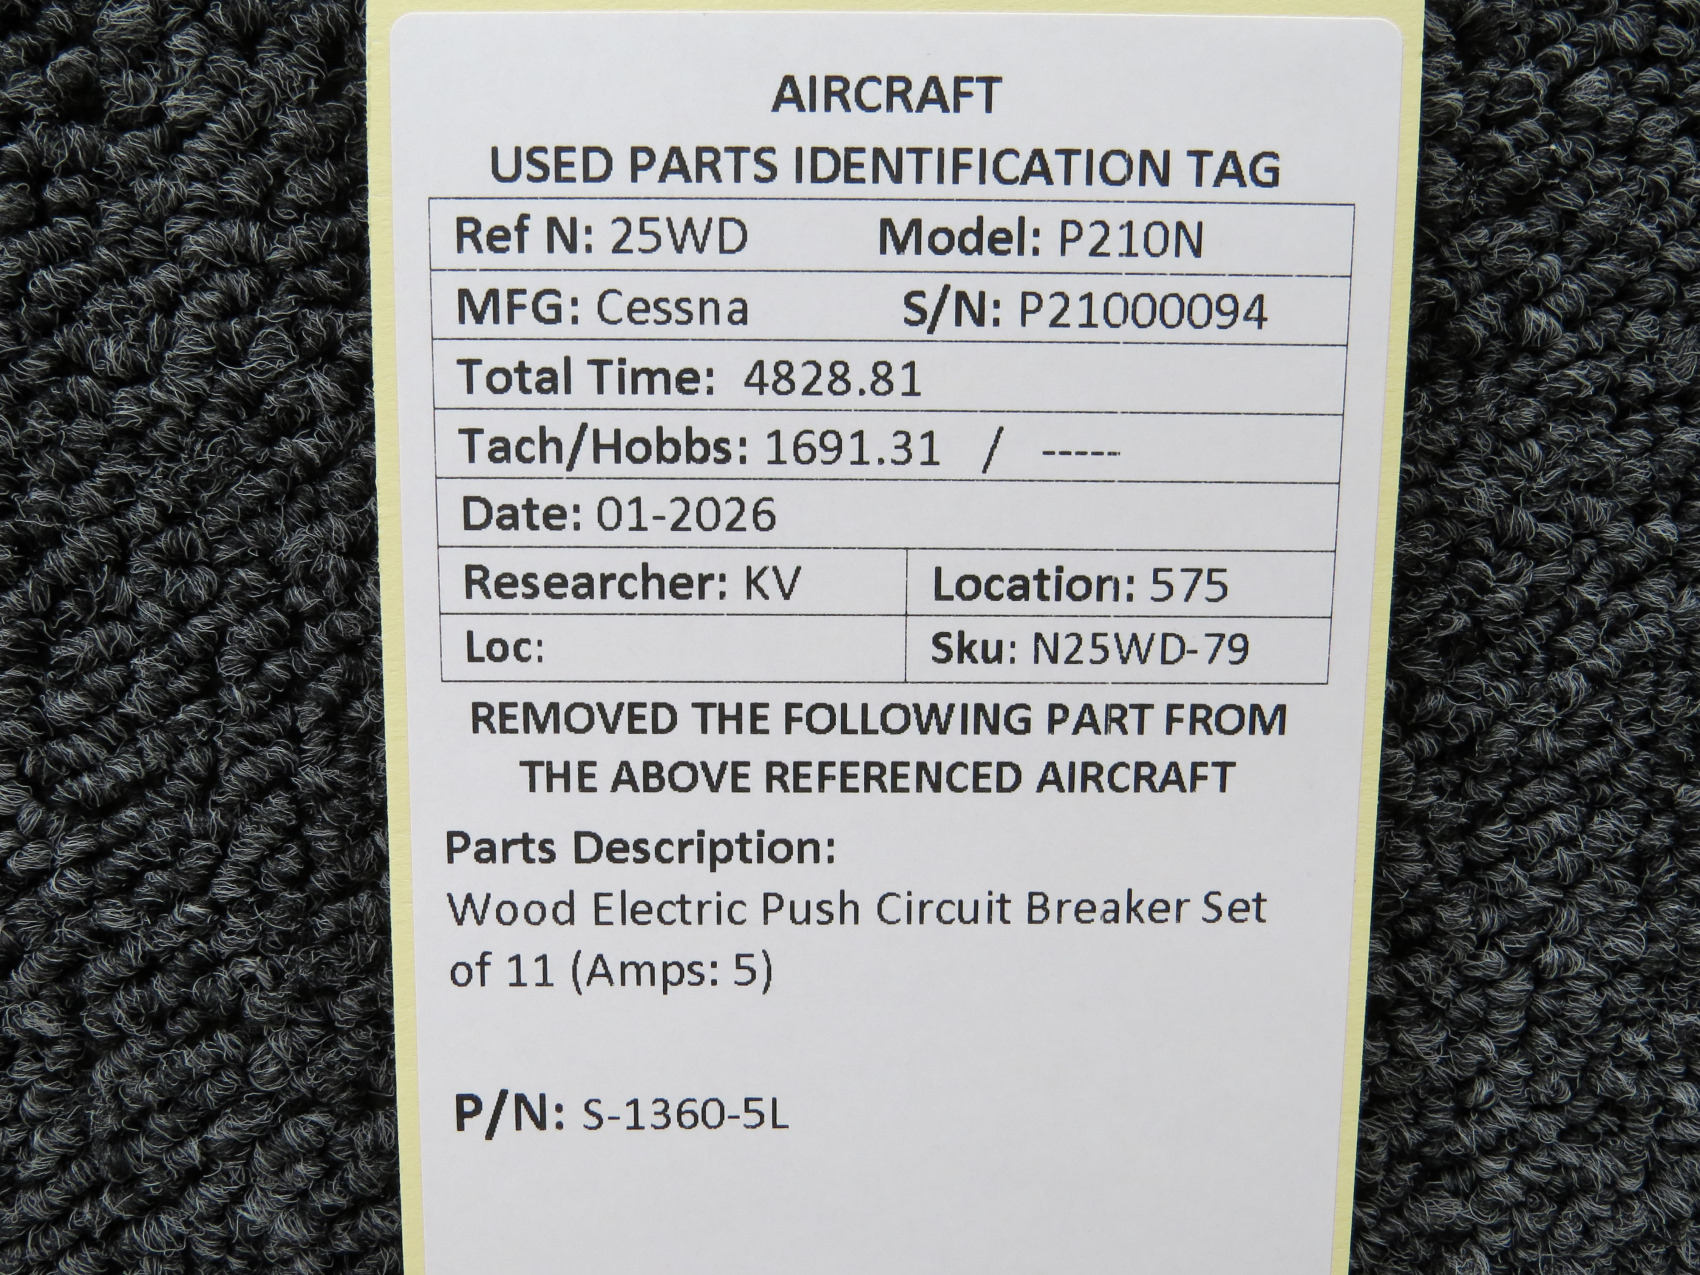 AIRCRAFT
USED PARTS IDENTIFICATION TAG
Ref N: 25WD Model: P210N
MFG: Cessna S/N: P21000094
Total Time: 4828.81
Tach/Hobbs: 1691.31 / -----
Date: 01-2026
Researcher: KV Location: 575
Loc: Sku: N25WD-79
REMOVED THE FOLLOWING PART FROM
THE ABOVE REFERENCED AIRCRAFT
Parts Description:
Wood Electric Push Circuit Breaker Set
of 11 (Amps: 5)
P/N: S-1360-5L